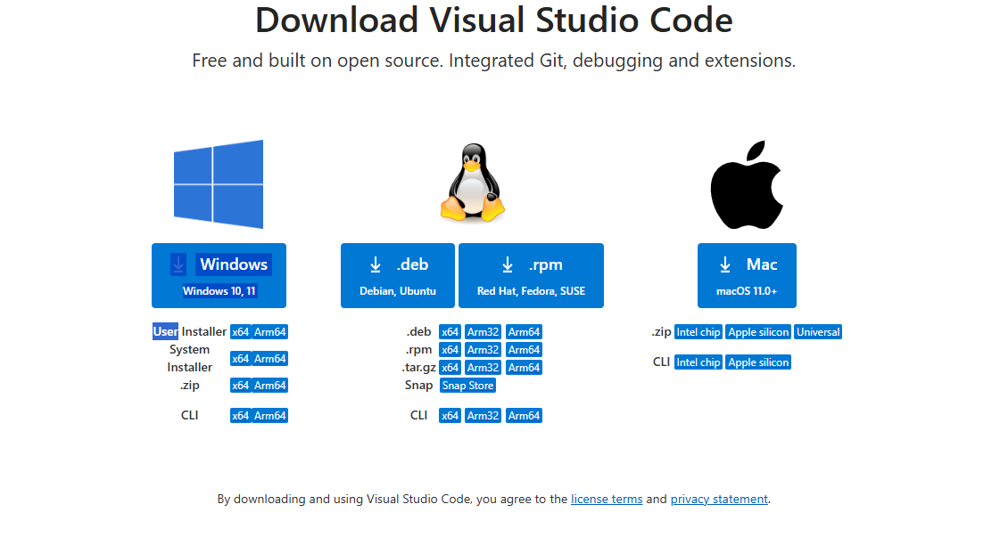 Download Visual Studio Code
Free and built on open source. Integrated Git, debugging and extensions.
Windows
Windows 10, 11
User Installer x64 Arm64
System
Installer x64 Arm64
.zip x64 Arm64
CLI x64 Arm64
.deb
Debian, Ubuntu
.rpm
Red Hat, Fedora, SUSE
.deb x64 Arm32 Arm64
.rpm x64 Arm32 Arm64
.tar.gz x64 Arm32 Arm64
Snap Snap Store
CLI x64 Arm32 Arm64
Mac
macOS 11.0+
.zip Intel chip Apple silicon Universal
CLI Intel chip Apple silicon
By downloading and using Visual Studio Code, you agree to the license terms and privacy statement.